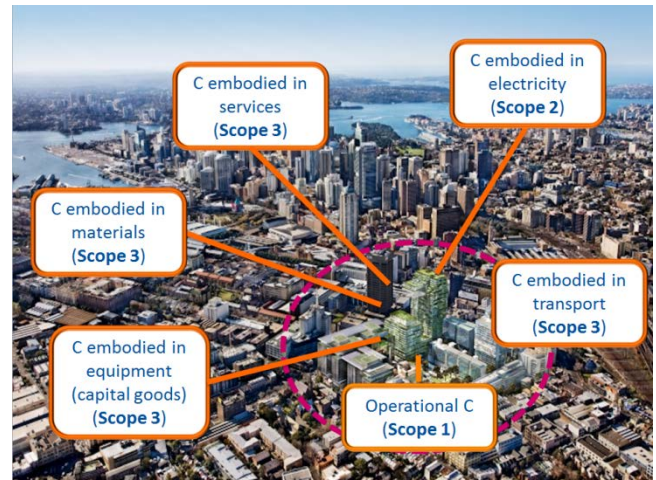 C embodied in
services
(Scope 3)
C embodied in
electricity
(Scope 2)
C embodied in
materials
(Scope 3)
C embodied in
transport
(Scope 3)
C embodied in
equipment
(capital goods)
(Scope 3)
Operational C
(Scope 1)